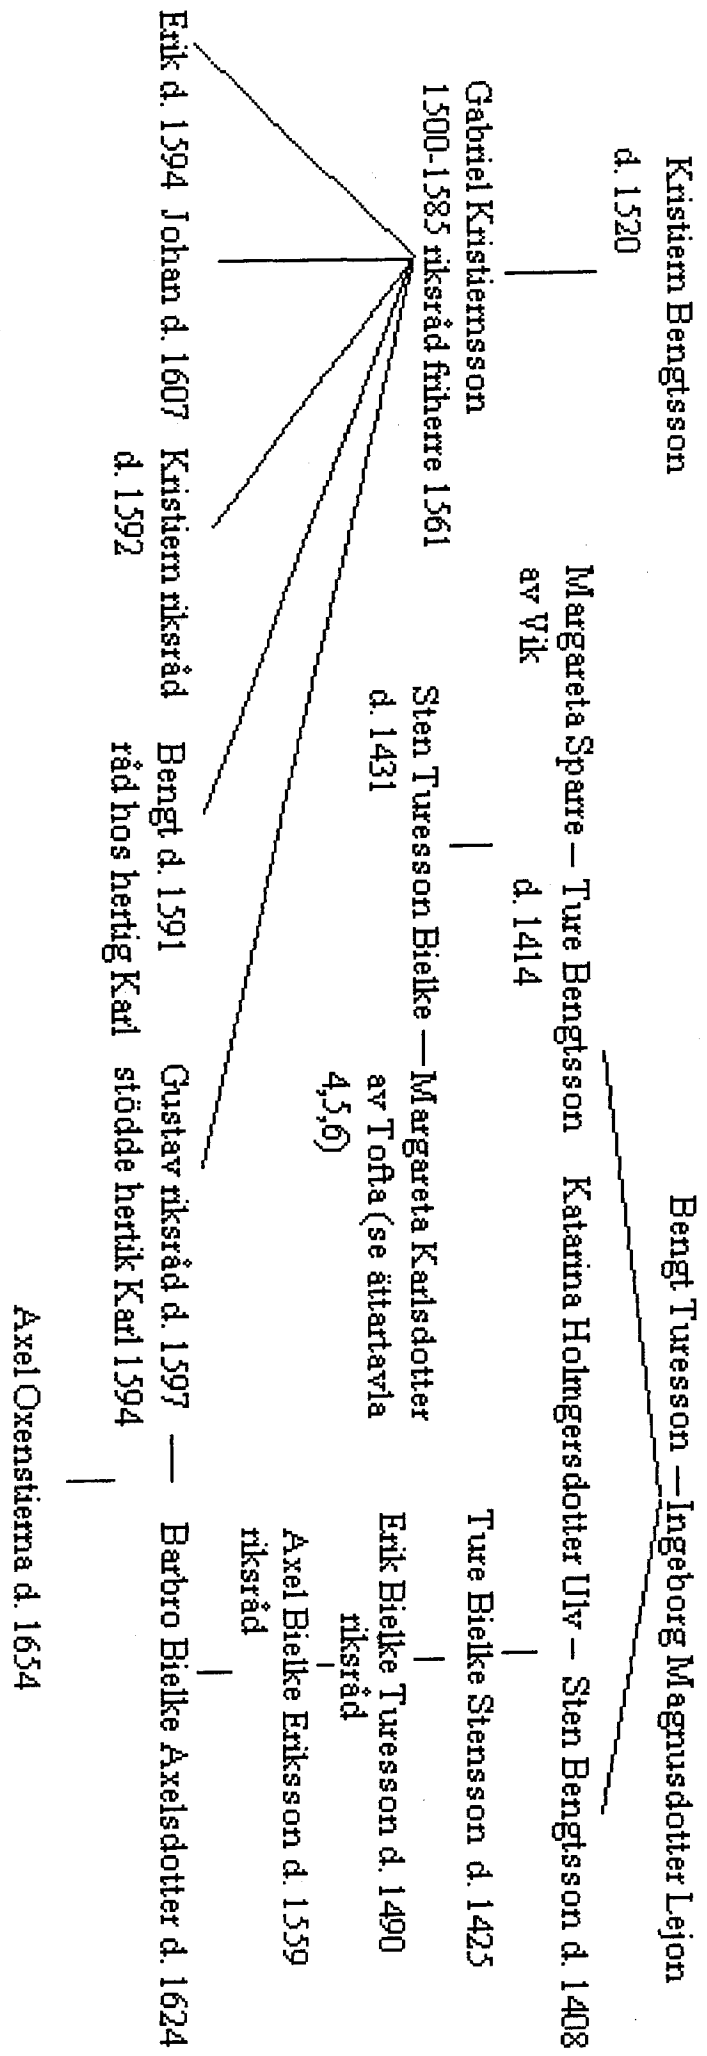 Kristiern Bengtsson
d. 1520
Bengt Turesson — Ingeborg Magnusdotter Lejon
Margareta Sparre — Ture Bengtsson
av Vik
d. 1414
Katarina Holmgersdotter Ulv — Sten Bengtsson d. 1408
Gabriel Kristiernsson
1500-1585 riksråd friherre 1561
Sten Turesson Bielke — Margareta Karlsdotter
d. 1431
av Tofta (se ättartavla
4,5,6)
Ture Bielke Stensson d. 1425
Erik Bielke Turesson d. 1490
riksråd
Axel Bielke Eriksson d. 1559
riksråd
Erik d. 1594
Johan d. 1607
Kristiern riksråd
d. 1592
Bengt d. 1591
råd hos hertig Karl
Gustav riksråd d. 1597 — Barbro Bielke Axelsdotter d. 1624
stödde hertik Karl 1594
Axel Oxenstierna d. 1654